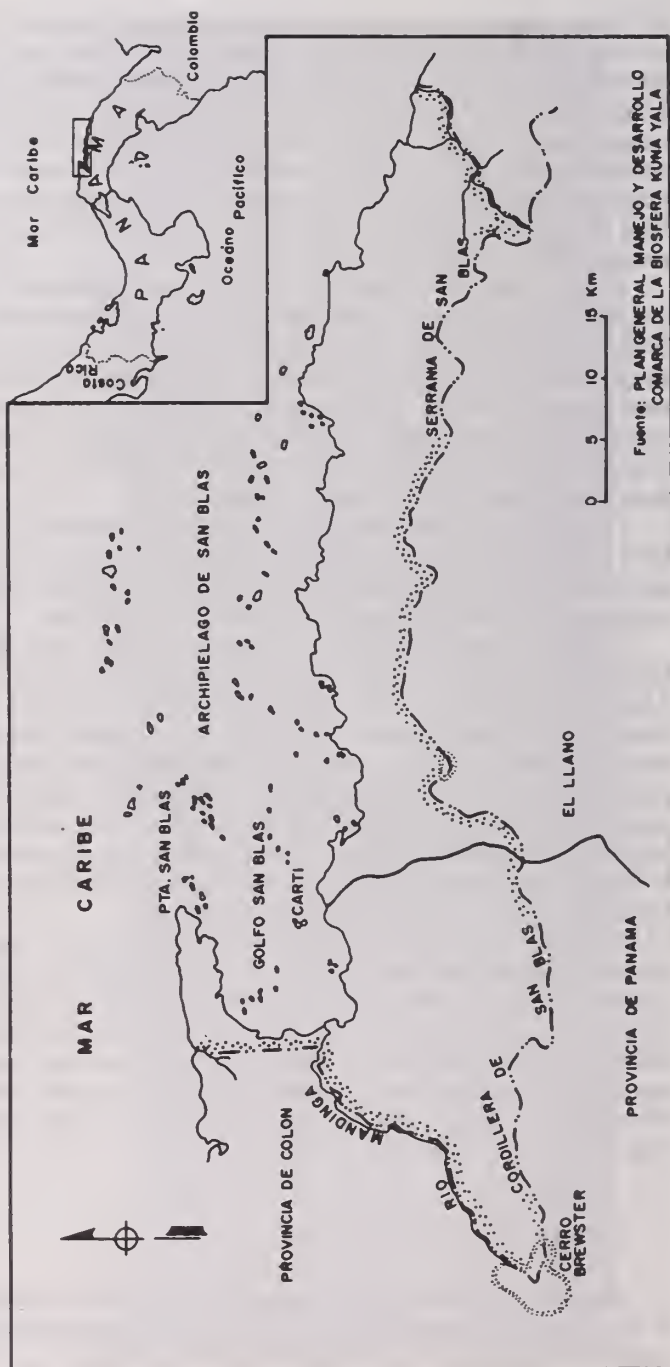 MAR CARIBE
PTA. SAN BLAS
ARCHIPIELAGO DE SAN BLAS
GOLFO SAN BLAS
CARTI
PROVINCIA DE COLON
RIO MANDINGA
CORDILLERA DE SAN BLAS
CERRO
BREWSTER
PROVINCIA DE PANAMA
EL LLANO
SERRANIA DE SAN BLAS
Mar Caribe
Costa
Rica
PANAMA
Colombia
Oceáno
Pacífico
0 5 10 15 Km
Fuente: PLAN GENERAL MANEJO Y DESARROLLO
COMARCA DE LA BIOSFERA KUNA YALA